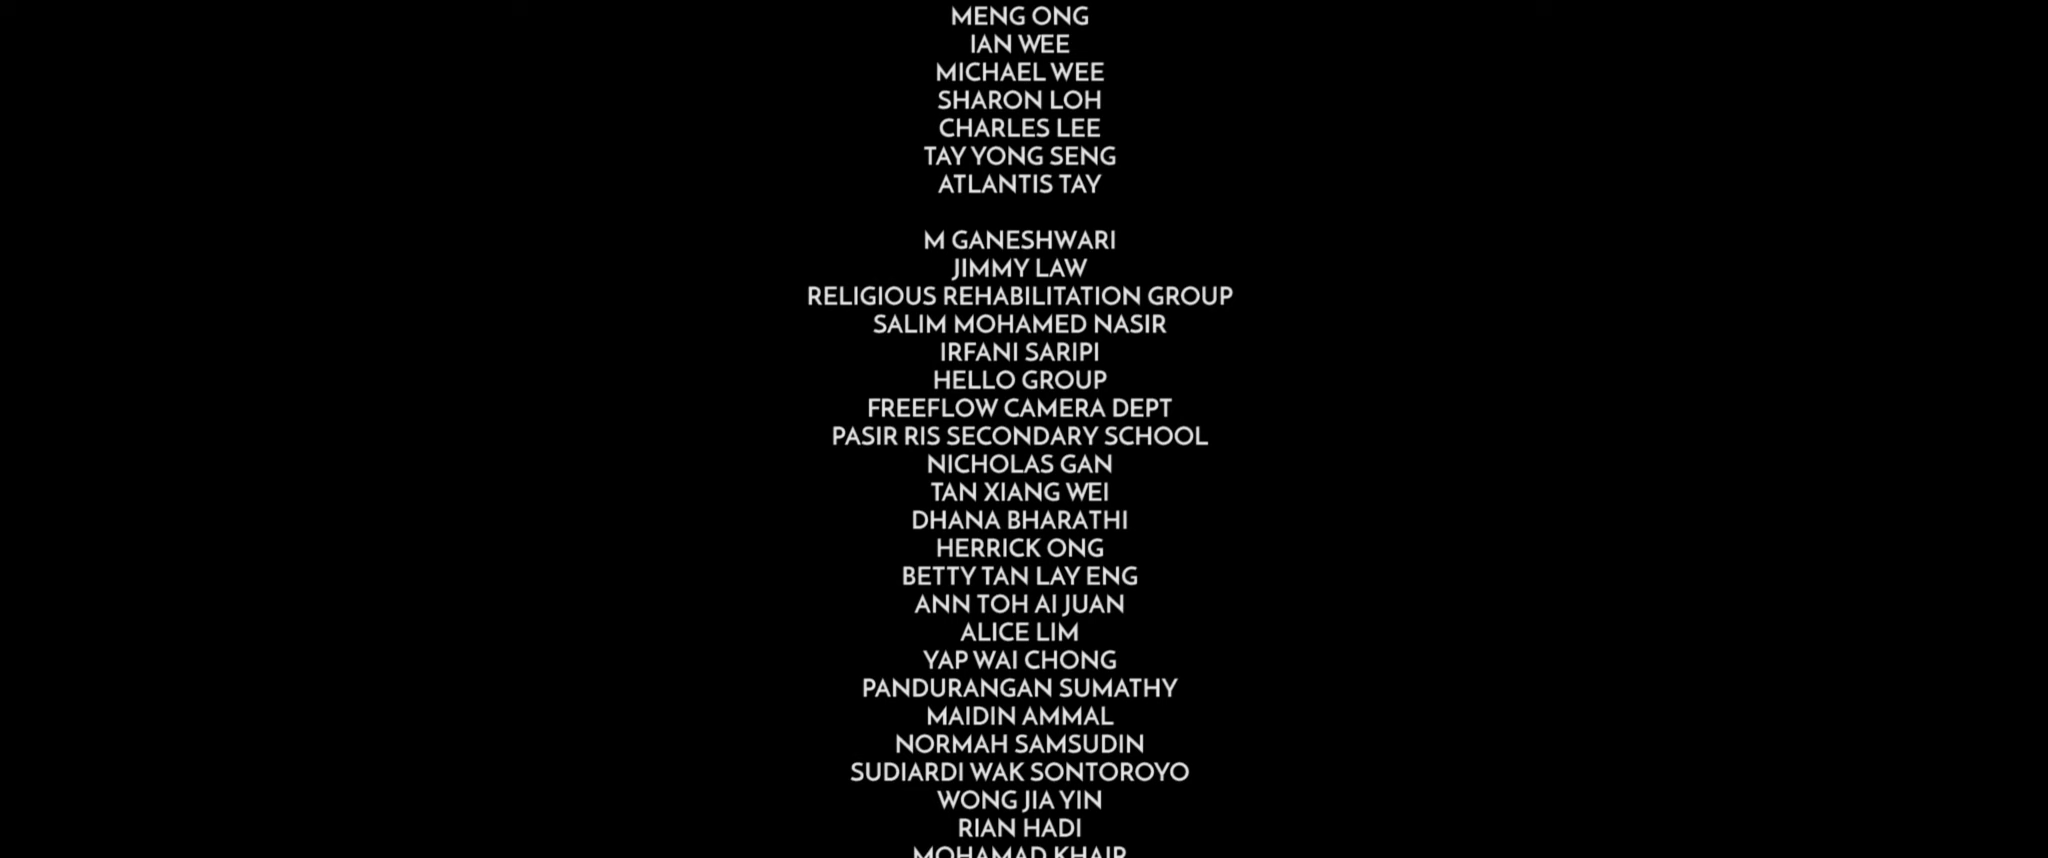 MENG ONG
IAN WEE
MICHAEL WEE
SHARON LOH
CHARLES LEE
TAY YONG SENG
ATLANTIS TAY
M GANESHWARI
JIMMY LAW
RELIGIOUS REHABILITATION GROUP
SALIM MOHAMED NASIR
IRFANI SARIPI
HELLO GROUP
FREEFLOW CAMERA DEPT
PASIR RIS SECONDARY SCHOOL
NICHOLAS GAN
TAN XIANG WEI
DHANA BHARATHI
HERRICK ONG
BETTY TAN LAY ENG
ANN TOH AI JUAN
ALICE LIM
YAP WAI CHONG
PANDURANGAN SUMATHY
MAIDIN AMMAL
NORMAH SAMSUDIN
SUDIARDI WAK SONTOROYO
WONG JIA YIN
RIAN HADI
MOHAMAD KHAIR